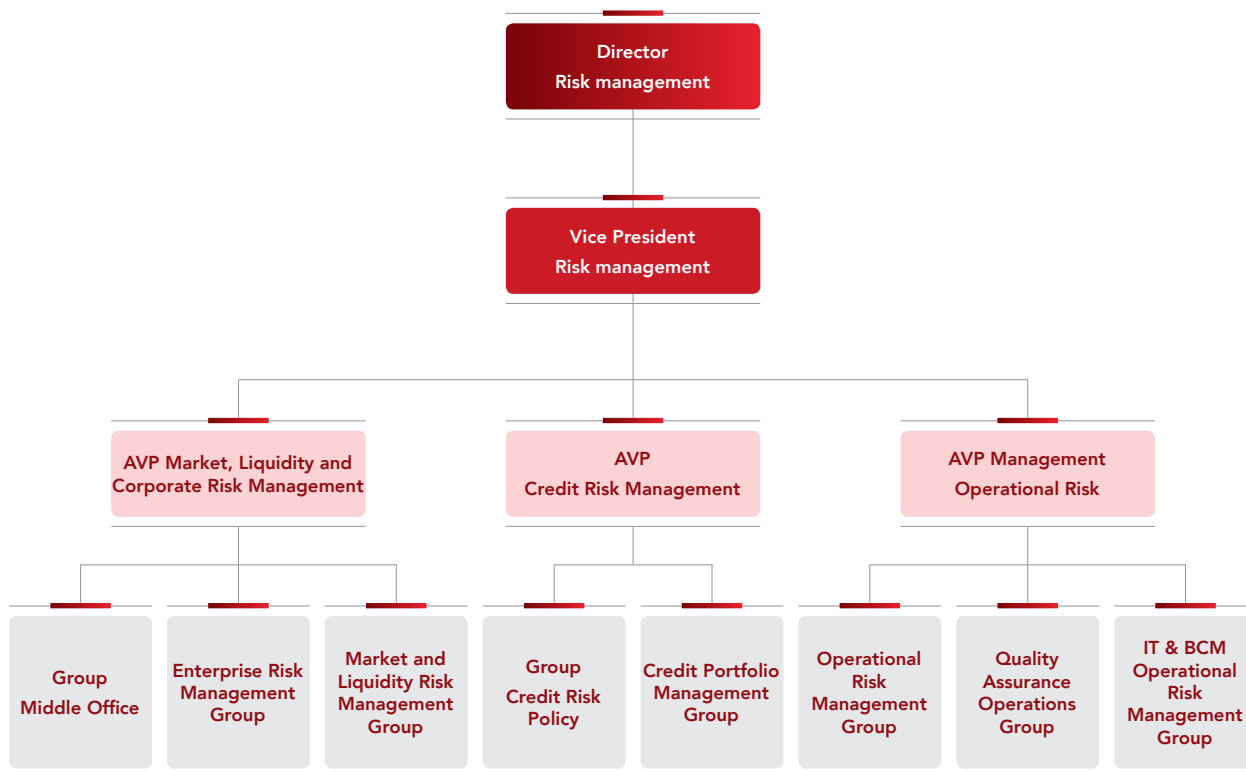 Director
Risk management
Vice President
Risk management
AVP Market, Liquidity and
Corporate Risk Management
AVP
Credit Risk Management
AVP Management
Operational Risk
Group
Middle Office
Enterprise Risk
Management
Group
Market and
Liquidity Risk
Management
Group
Group
Credit Risk
Policy
Credit Portfolio
Management
Group
Operational
Risk
Management
Group
Quality
Assurance
Operations
Group
IT & BCM
Operational
Risk
Management
Group